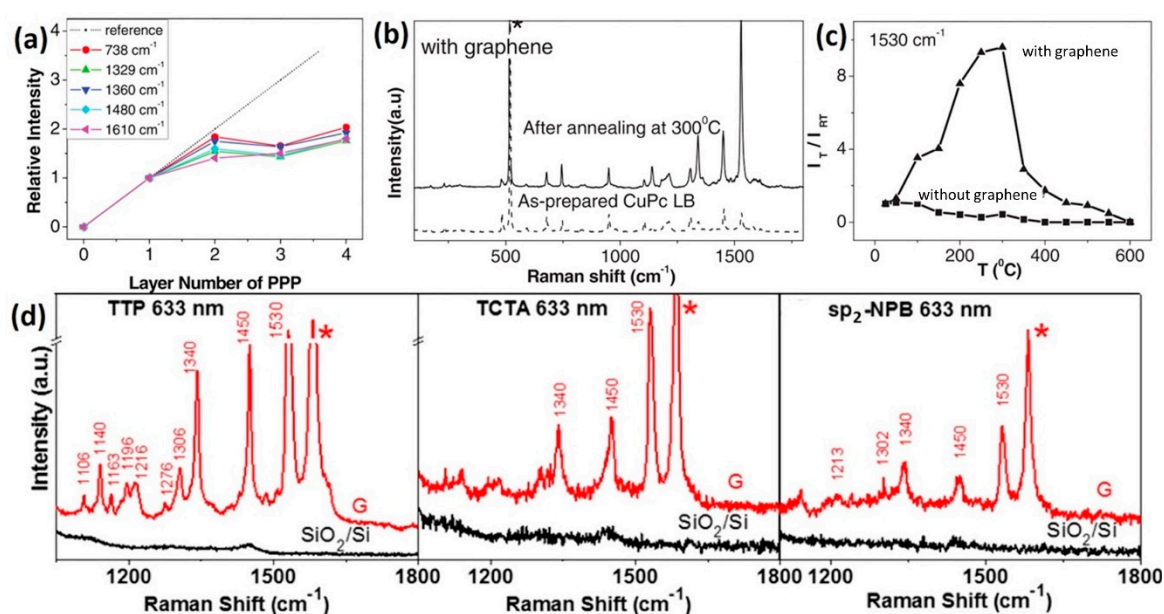 (a)
4
3
2
1
0
Relative Intensity
reference
738 cm⁻¹
1329 cm⁻¹
1360 cm⁻¹
1480 cm⁻¹
1610 cm⁻¹
0 1 2 3 4
Layer Number of PPP
(b)
*
with graphene
After annealing at 300⁰C
As-prepared CuPc LB
Intensity(a.u)
500 1000 1500
Raman shift (cm⁻¹)
(c)
1530 cm⁻¹
with graphene
without graphene
I_T / I_RT
8
4
0
0 200 400 600
T (⁰C)
(d)
Intensity (a.u.)
TTP 633 nm
1106
1140
1163
1196
1216
1276
1306
1340
1450
1530
*
G
SiO₂/Si
1200 1500 1800
Raman Shift (cm⁻¹)
TCTA 633 nm
1340
1450
1530
*
G
SiO₂/Si
1200 1500 1800
Raman Shift (cm⁻¹)
sp₂-NPB 633 nm
1213
1302
1340
1450
1530
*
G
SiO₂/Si
1200 1500 1800
Raman Shift (cm⁻¹)